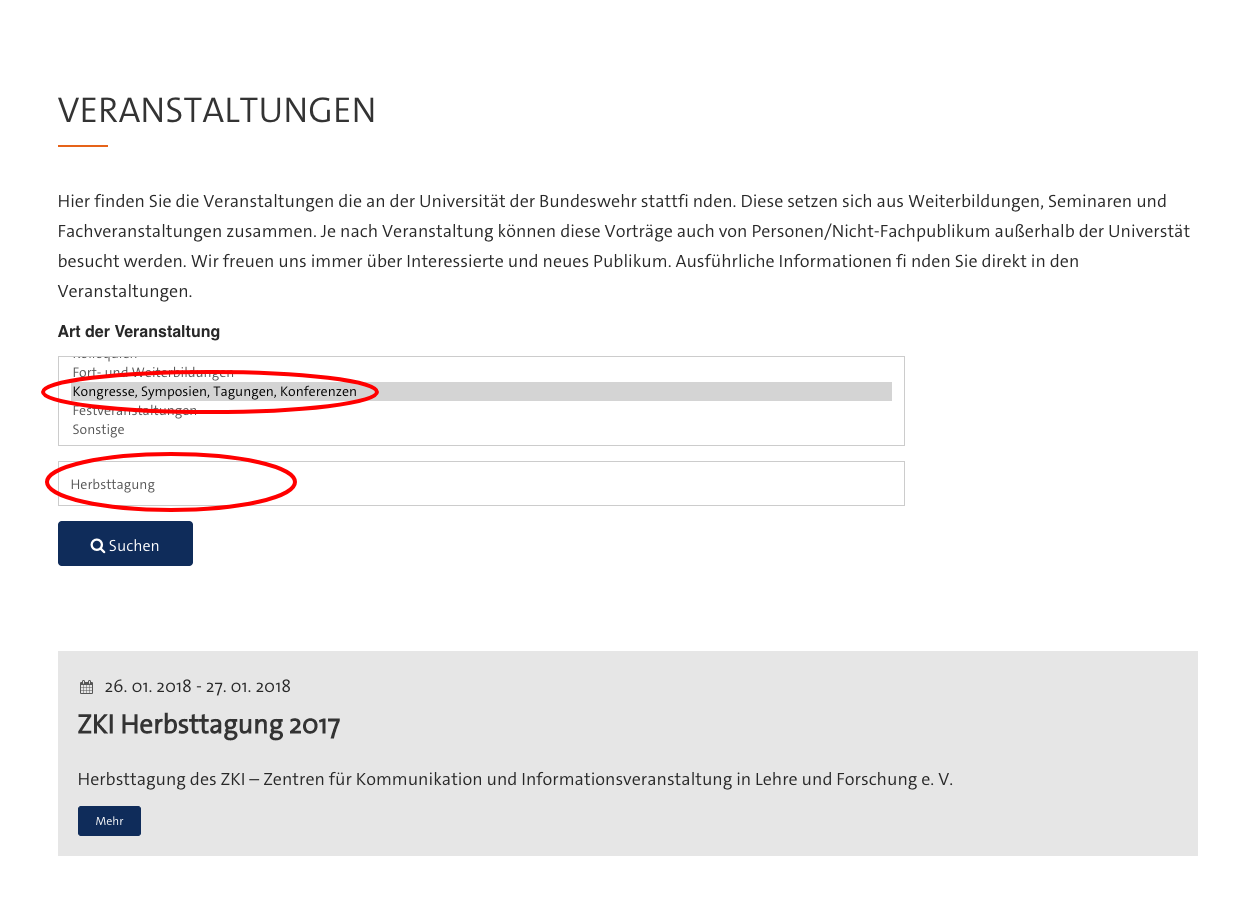 VERANSTALTUNGEN
Hier finden Sie die Veranstaltungen die an der Universität der Bundeswehr stattfi nden. Diese setzen sich aus Weiterbildungen, Seminaren und
Fachveranstaltungen zusammen. Je nach Veranstaltung können diese Vorträge auch von Personen/Nicht-Fachpublikum außerhalb der Universtät
besucht werden. Wir freuen uns immer über Interessierte und neues Publikum. Ausführliche Informationen fi nden Sie direkt in den
Veranstaltungen.
Art der Veranstaltung
Fort- und Weiterbildungen
Kongresse, Symposien, Tagungen, Konferenzen
Festveranstaltungen
Sonstige
Herbsttagung
Suchen
26. 01. 2018 - 27. 01. 2018
ZKI Herbsttagung 2017
Herbsttagung des ZKI – Zentren für Kommunikation und Informationsveranstaltung in Lehre und Forschung e. V.
Mehr